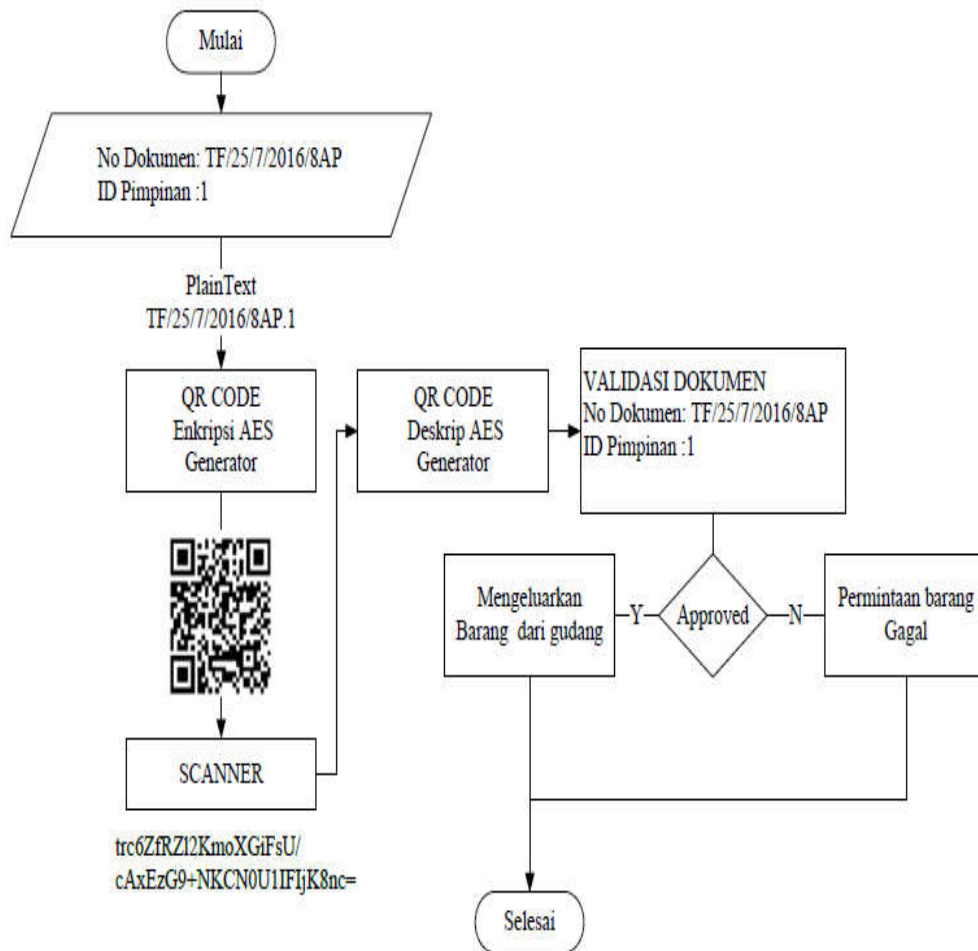 Mulai
No Dokumen: TF/25/7/2016/8AP
ID Pimpinan :1
PlainText
TF/25/7/2016/8AP.1
QR CODE
Enkripsi AES
Generator
QR CODE
Deskrip AES
Generator
VALIDASI DOKUMEN
No Dokumen: TF/25/7/2016/8AP
ID Pimpinan :1
Mengeluarkan
Barang dari gudang
Y
Approved
N
Permintaan barang
Gagal
SCANNER
trc6ZfRZl2KmoXGiFsU/
cAxEzG9+NKCN0U1IFIjK8nc=
Selesai